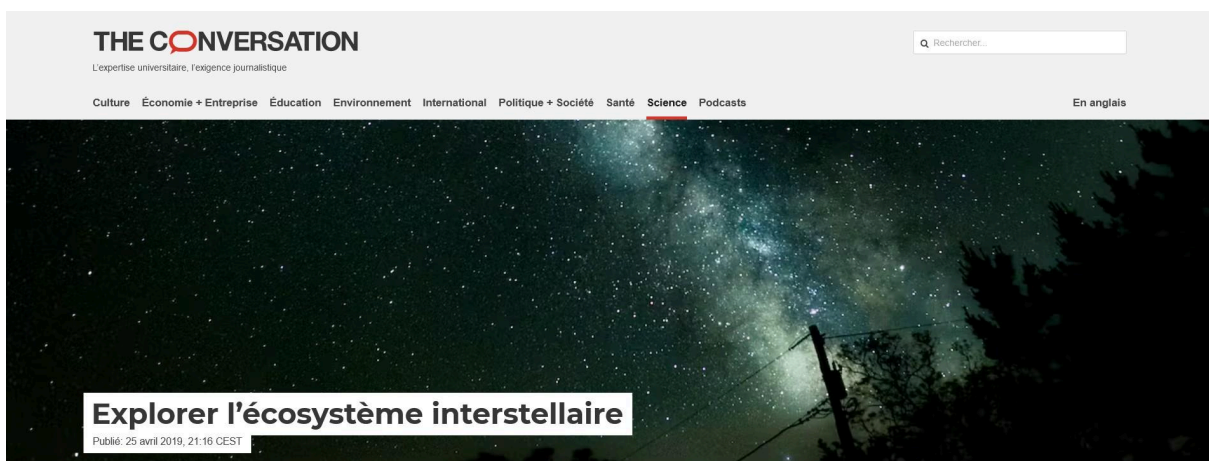 THE CONVERSATION
Rechercher...
L'expertise universitaire, l'exigence journalistique
Culture Économie + Entreprise Éducation Environnement International Politique + Société Santé Science Podcasts En anglais
Explorer l'écosystème interstellaire
Publié: 25 avril 2019, 21:16 CEST